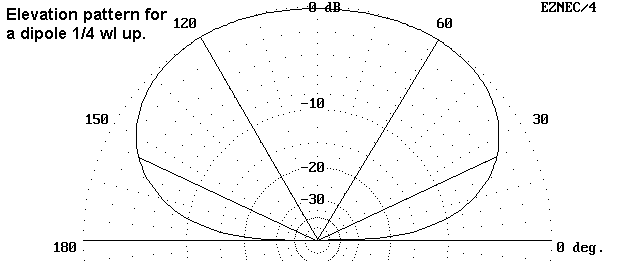 Elevation pattern for
a dipole 1/4 wl up.
120
0 dB
60
EZNEC/4
-10
150
30
-20
-30
180
0 deg.